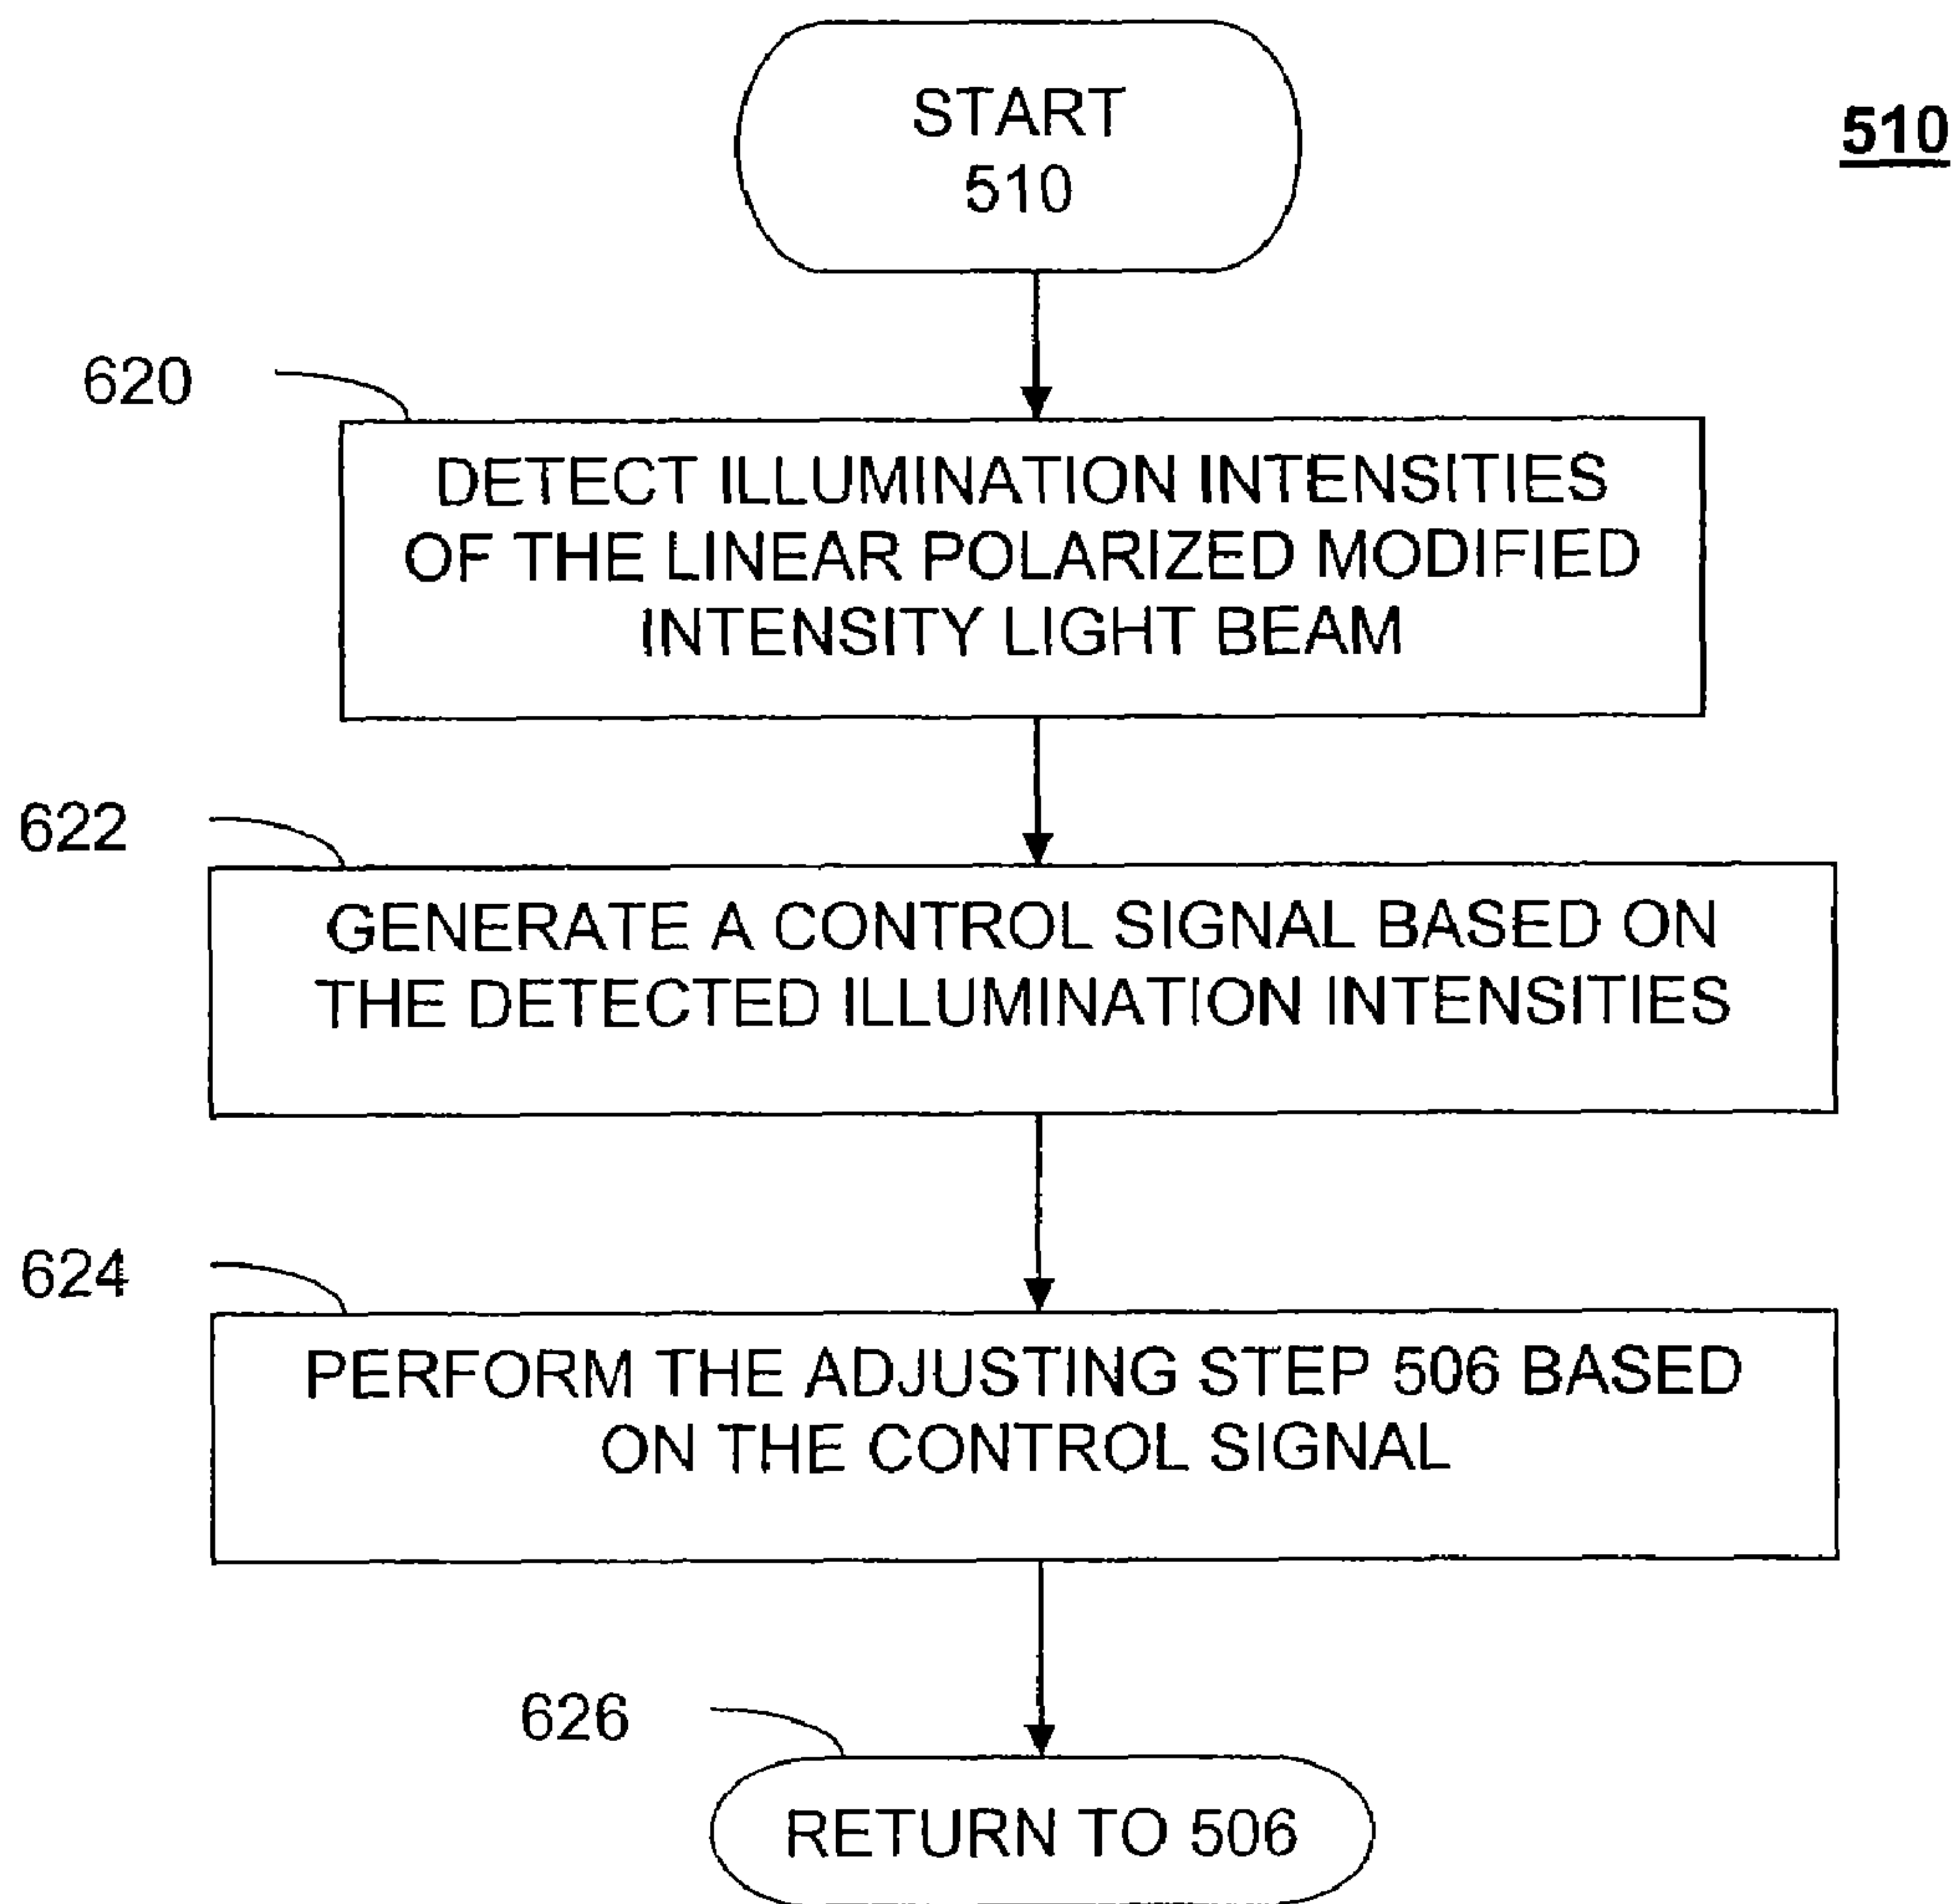 START
510
510
620
DETECT ILLUMINATION INTENSITIES
OF THE LINEAR POLARIZED MODIFIED
INTENSITY LIGHT BEAM
622
GENERATE A CONTROL SIGNAL BASED ON
THE DETECTED ILLUMINATION INTENSITIES
624
PERFORM THE ADJUSTING STEP 506 BASED
ON THE CONTROL SIGNAL
626
RETURN TO 506